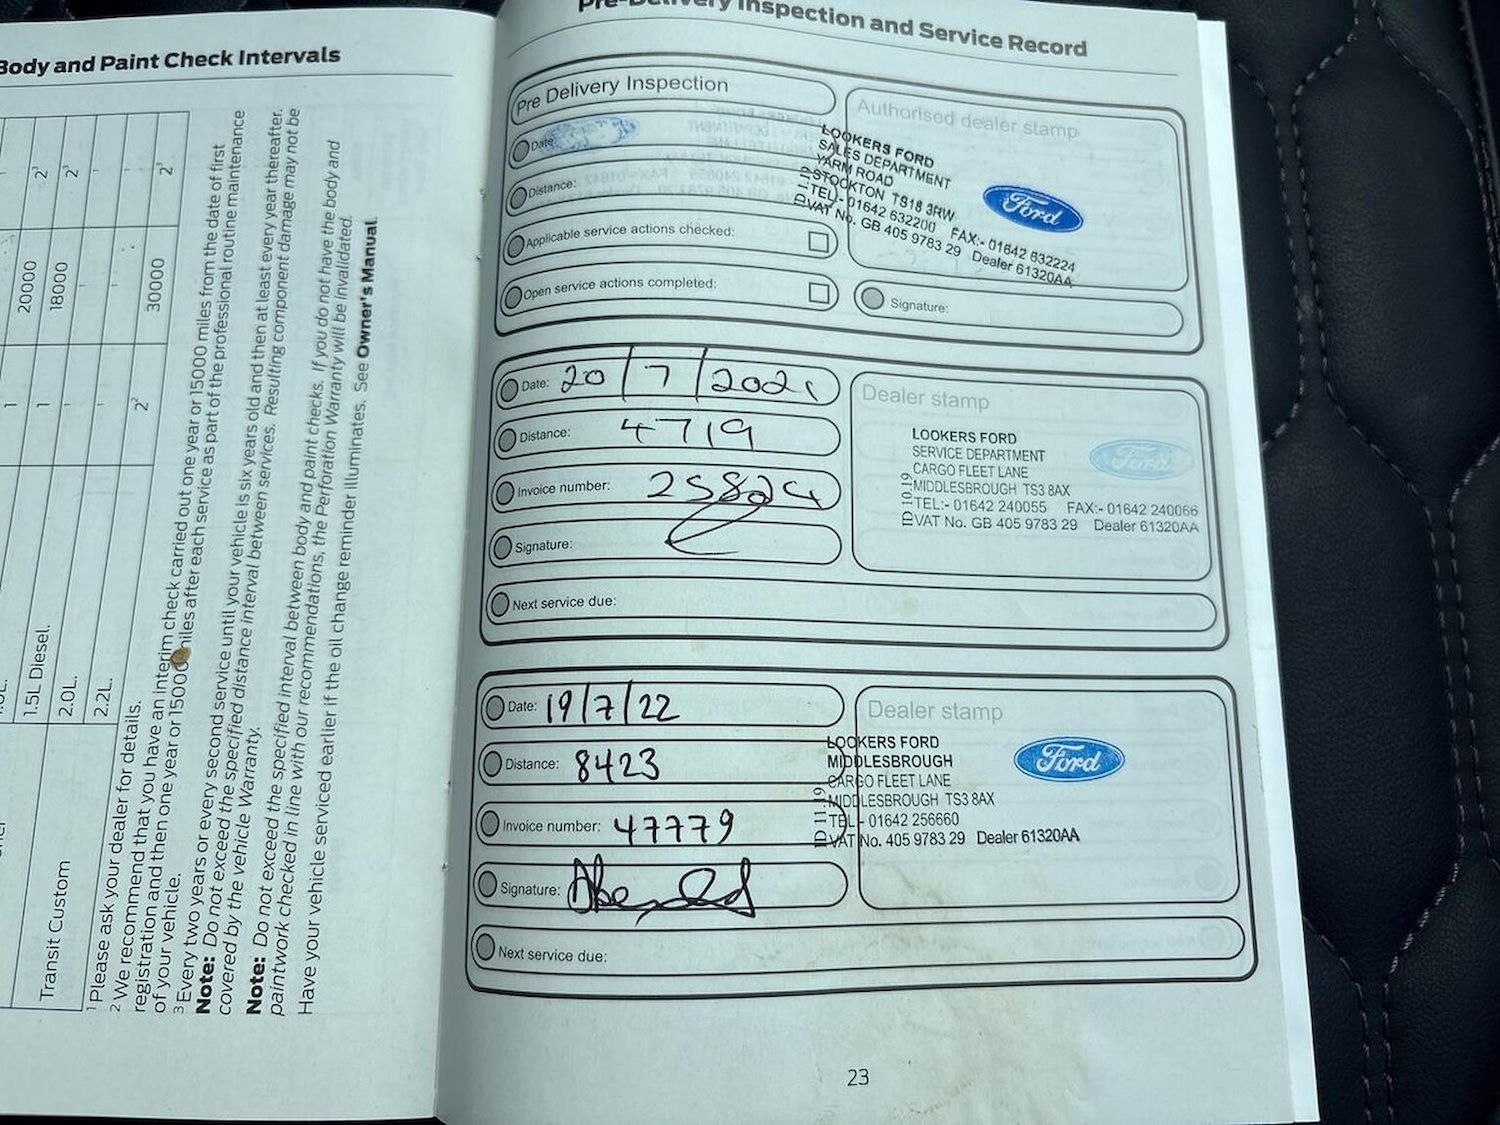 Body and Paint Check Intervals
1 2³
1.5L Diesel. 1 20000 2³
2.0L. - 18000 -
2.2L. - - -
Transit Custom 2² 30000 2³
¹ Please ask your dealer for details.
² We recommend that you have an interim check carried out one year or 15000 miles from the date of first
registration and then one year or 15000 miles after each service as part of the professional routine maintenance
of your vehicle.
³ Every two years or every second service until your vehicle is six years old and then at least every year thereafter.
Note: Do not exceed the specified distance interval between services. Resulting component damage may not be
covered by the vehicle Warranty.
Note: Do not exceed the specified interval between body and paint checks. If you do not have the body and
paintwork checked in line with our recommendations, the Perforation Warranty will be invalidated.
Have your vehicle serviced earlier if the oil change reminder illuminates. See Owner's Manual.
Pre-Delivery Inspection and Service Record
Pre Delivery Inspection
Date:
Distance:
Applicable service actions checked:
Open service actions completed:
Authorised dealer stamp
LOOKERS FORD
SALES DEPARTMENT
YARM ROAD
STOCKTON TS18 3RW
TEL:- 01642 632200 FAX:- 01642 632224
VAT No. GB 405 9783 29 Dealer 61320AA
Ford
Signature:
Date: 20/7/2021
Distance: 4719
Invoice number: 25824
Signature:
Next service due:
Dealer stamp
LOOKERS FORD
SERVICE DEPARTMENT
CARGO FLEET LANE
MIDDLESBROUGH TS3 8AX
TEL:- 01642 240055 FAX:- 01642 240066
VAT No. GB 405 9783 29 Dealer 61320AA
ID 10.19
Ford
Date: 19/7/22
Distance: 8423
Invoice number: 47779
Signature:
Next service due:
Dealer stamp
LOOKERS FORD
MIDDLESBROUGH
CARGO FLEET LANE
MIDDLESBROUGH TS3 8AX
TEL - 01642 256660
VAT No. 405 9783 29 Dealer 61320AA
ID 11.19
Ford
23